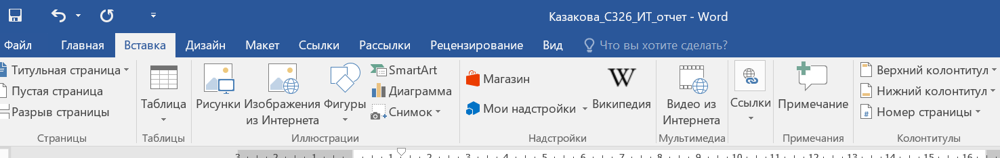 Казакова_С326_ИТ_отчет - Word
Файл Главная Вставка Дизайн Макет Ссылки Рассылки Рецензирование Вид Что вы хотите сделать?
Титульная страница
Пустая страница
Разрыв страницы
Страницы
Таблица
Таблицы
Рисунки
Изображения
из Интернета
Фигуры
SmartArt
Диаграмма
Снимок
Иллюстрации
Магазин
Мои надстройки
W
Википедия
Надстройки
Видео из
Интернета
Мультимедиа
Ссылки
Примечание
Примечания
Верхний колонтитул
Нижний колонтитул
# Номер страницы
Колонтитулы
3 2 1 1 2 3 4 5 6 7 8 9 10 11 12 13 14 15 16